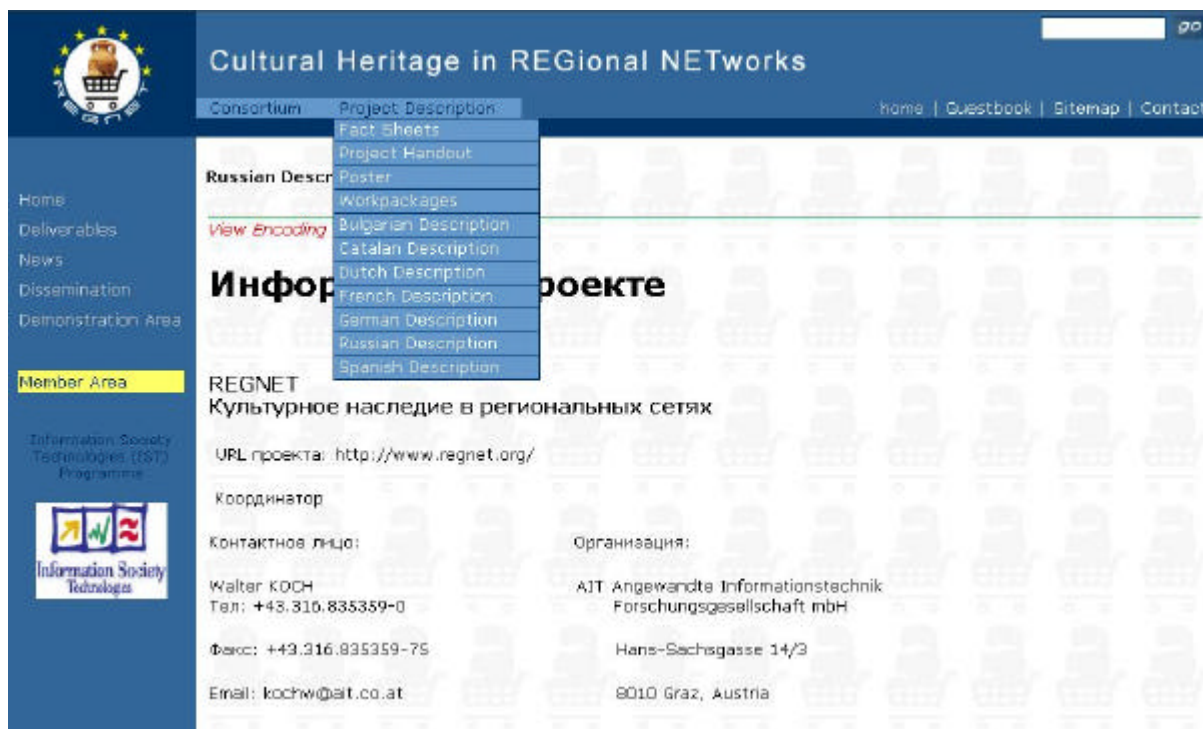 go
Cultural Heritage in REGional NETworks
REGNET
Consortium Project Description
home | Guestbook | Sitemap | Contact
Fact Sheets
Project Handout
Poster
Workpackages
Bulgarian Description
Catalan Description
Dutch Description
French Description
German Description
Russian Description
Spanish Description
Home
Deliverables
News
Dissemination
Demonstration Area
Member Area
Information Society
Technologies (IST)
Programme
Information Society
Technologies
Russian Descr
View Encoding
Инфор роекте
REGNET
Культурное наследие в региональных сетях
URL проекта: http://www.regnet.org/
Координатор
Контактное лицо: Организация:
Walter KOCH AIT Angewandte Informationstechnik
Тел: +43.316.835359-0 Forschungsgesellschaft mbH
Факс: +43.316.835359-75 Hans-Sachsgasse 14/3
Email: kochw@ait.co.at 8010 Graz, Austria